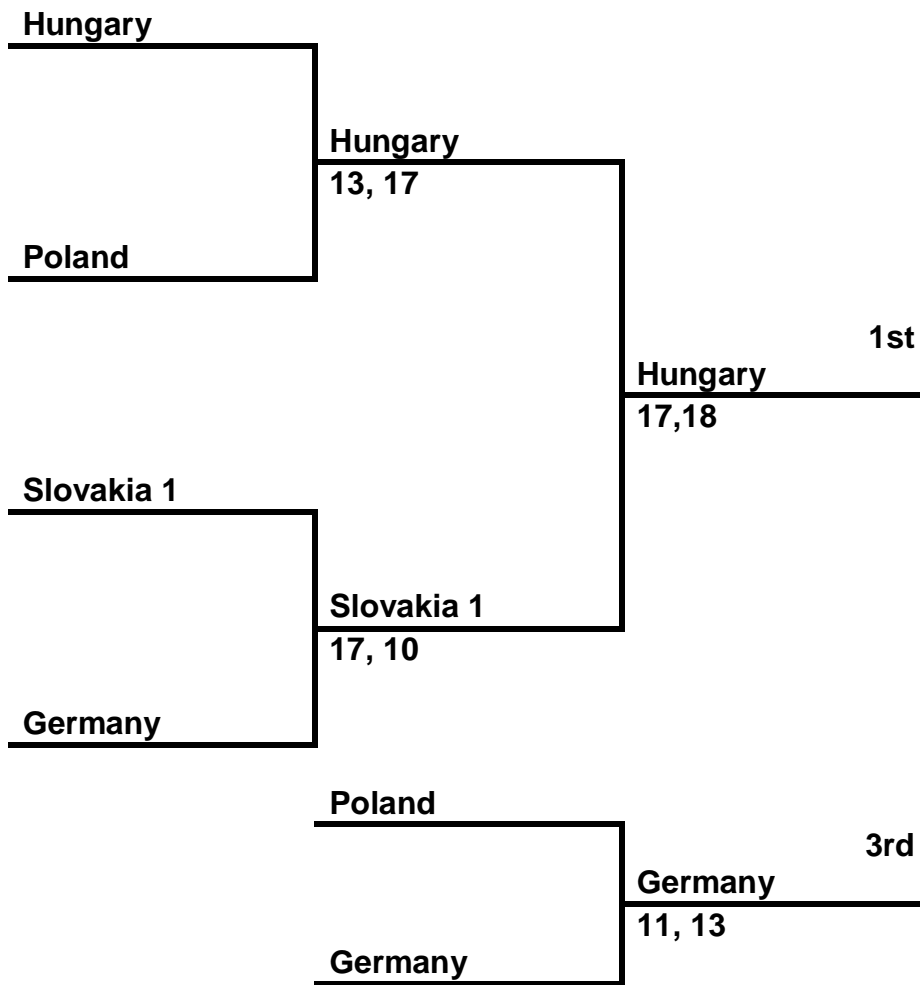 Hungary
Hungary
13, 17
Poland
1st
Hungary
17,18
Slovakia 1
Slovakia 1
17, 10
Germany
Poland
3rd
Germany
11, 13
Germany